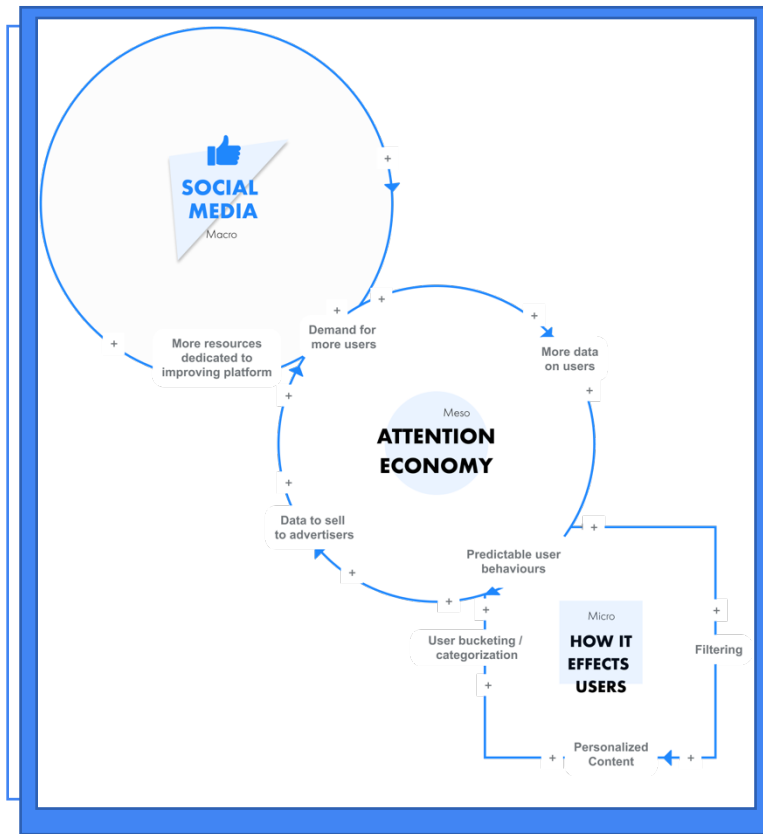 SOCIAL
MEDIA
Macro
+
+
+
+
Demand for
more users
+
More resources
dedicated to
improving platform
More data
on users
+
+
Meso
ATTENTION
ECONOMY
+
Data to sell
to advertisers
+
Predictable user
behaviours
+
+
+
+
Micro
HOW IT
EFFECTS
USERS
User bucketing /
categorization
+
Filtering
Personalized
Content
+
+